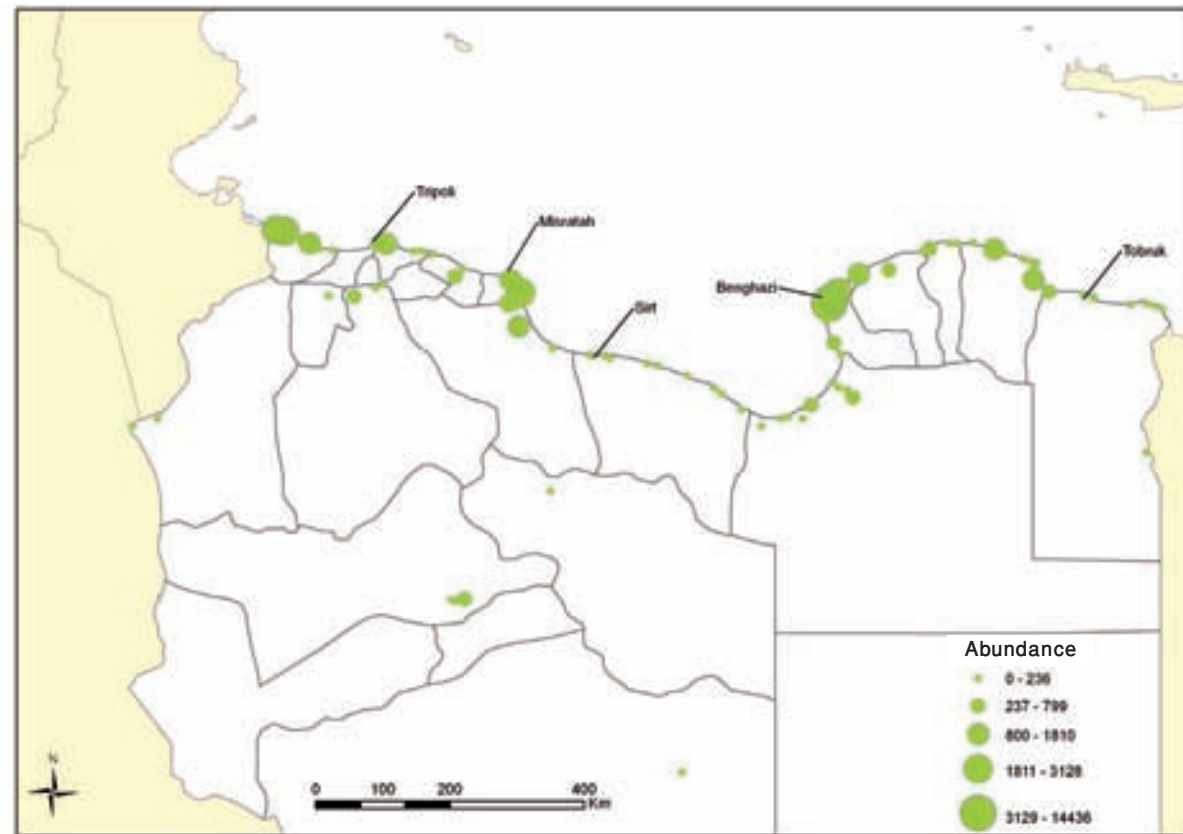 Tripoli
Misratah
Sirt
Benghazi
Tobruk
Abundance
0 - 236
237 - 799
800 - 1810
1811 - 3128
3129 - 14436
N
0 100 200 400
Km